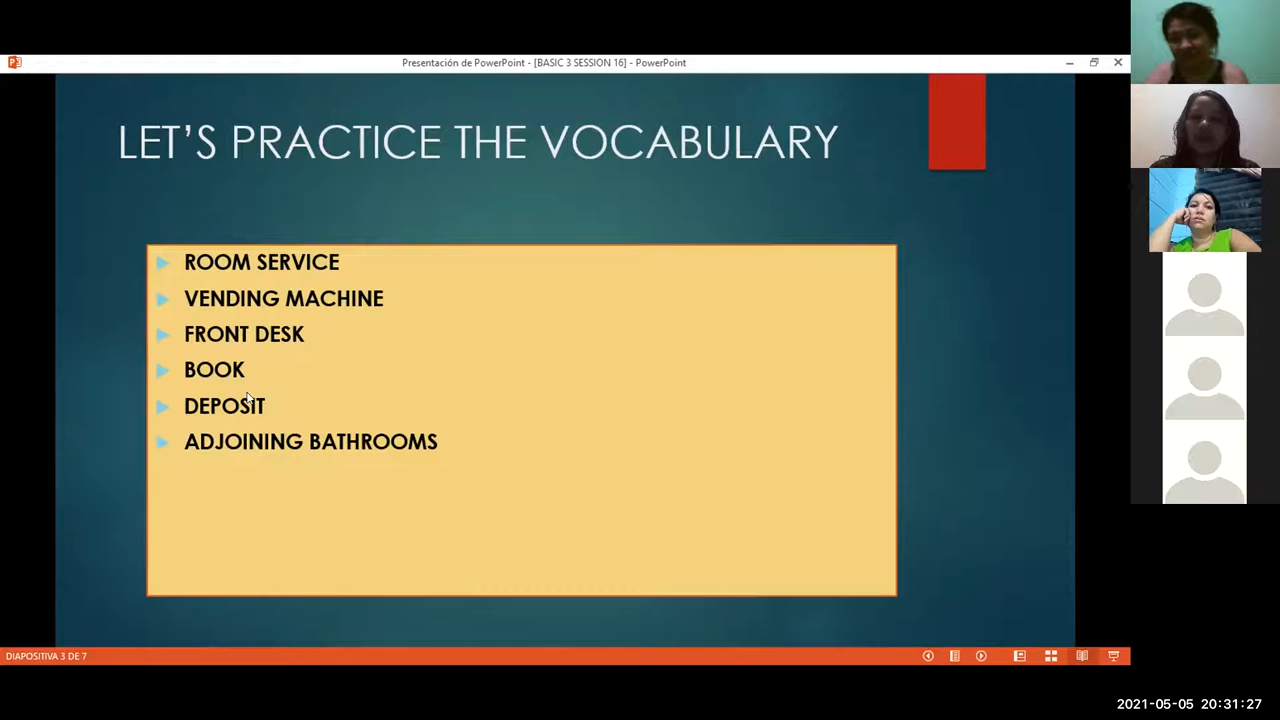 Presentación de PowerPoint - [BASIC 3 SESSION 16] - PowerPoint
LET'S PRACTICE THE VOCABULARY
ROOM SERVICE
VENDING MACHINE
FRONT DESK
BOOK
DEPOSIT
ADJOINING BATHROOMS
DIAPOSITIVA 3 DE 7
2021-05-05 20:31:27